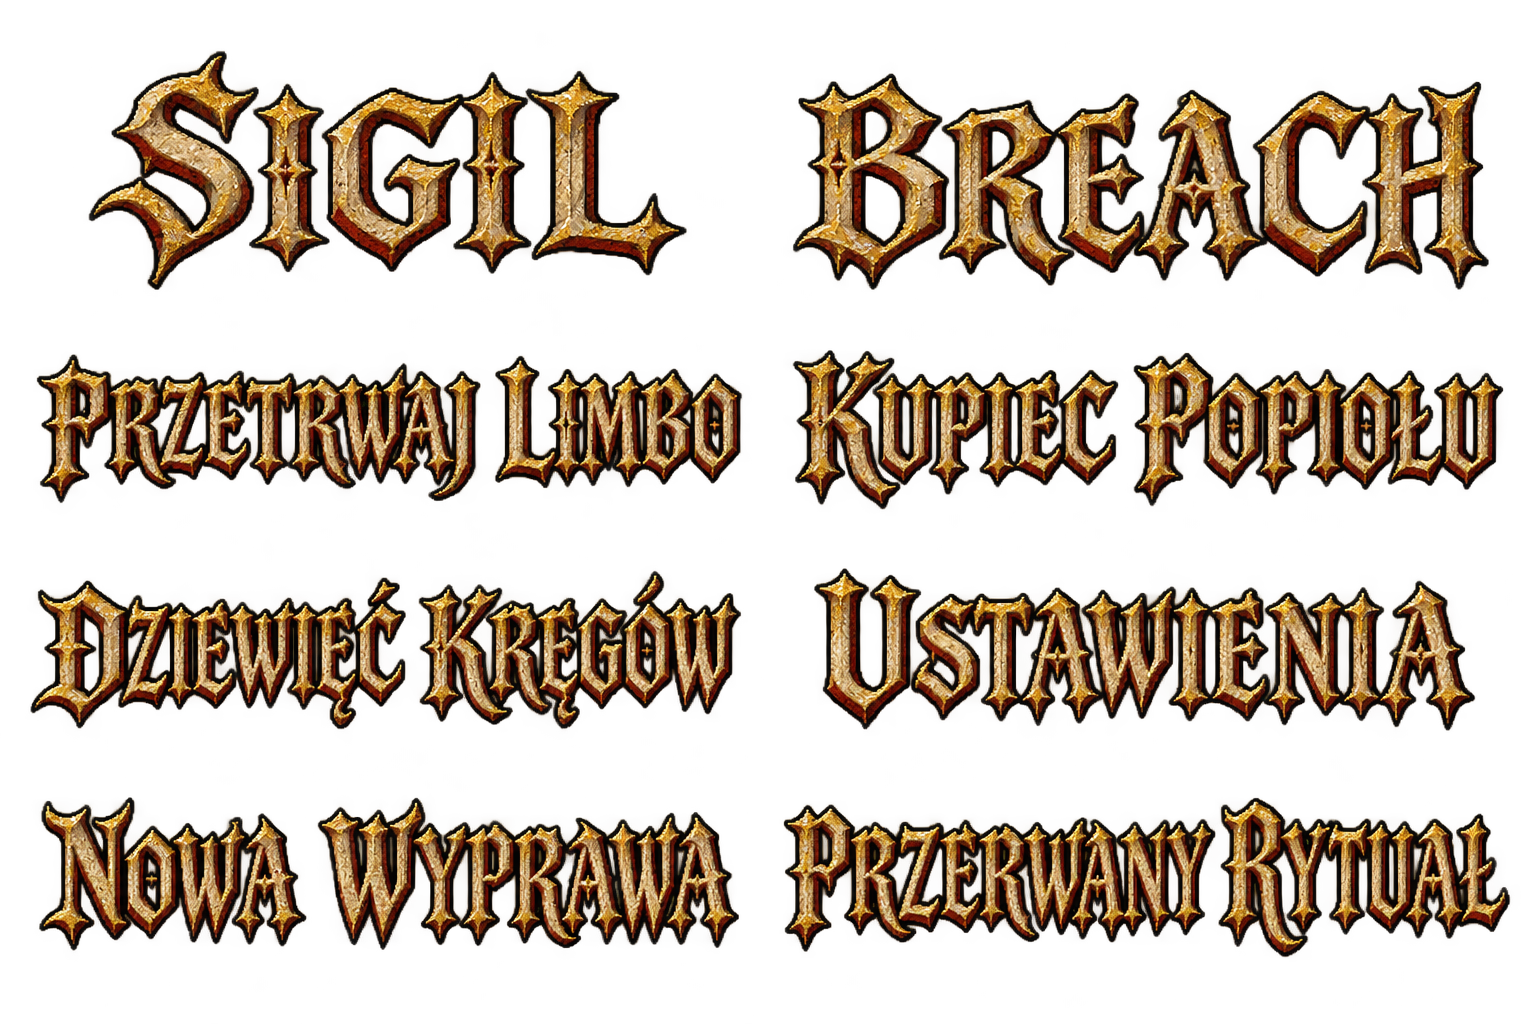 Sigil
Breach
Przetrwaj Limbo
Kupiec Popiołu
Dziewięć Kręgów
Ustawienia
Nowa Wyprawa
Przerwany Rytuał